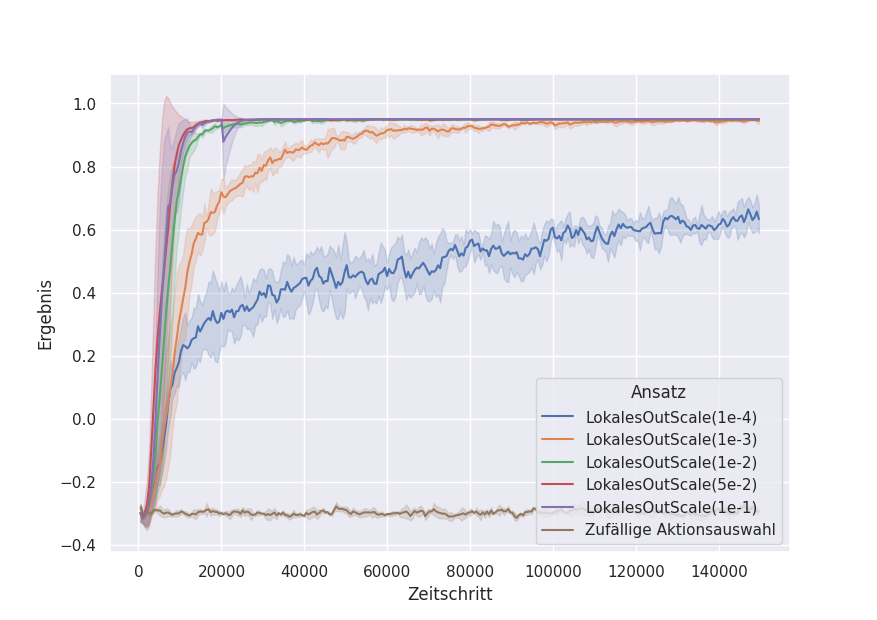 1.0
0.8
0.6
0.4
0.2
0.0
−0.2
−0.4
Ergebnis
0
20000
40000
60000
80000
100000
120000
140000
Zeitschritt
Ansatz
LokalesOutScale(1e-4)
LokalesOutScale(1e-3)
LokalesOutScale(1e-2)
LokalesOutScale(5e-2)
LokalesOutScale(1e-1)
Zufällige Aktionsauswahl